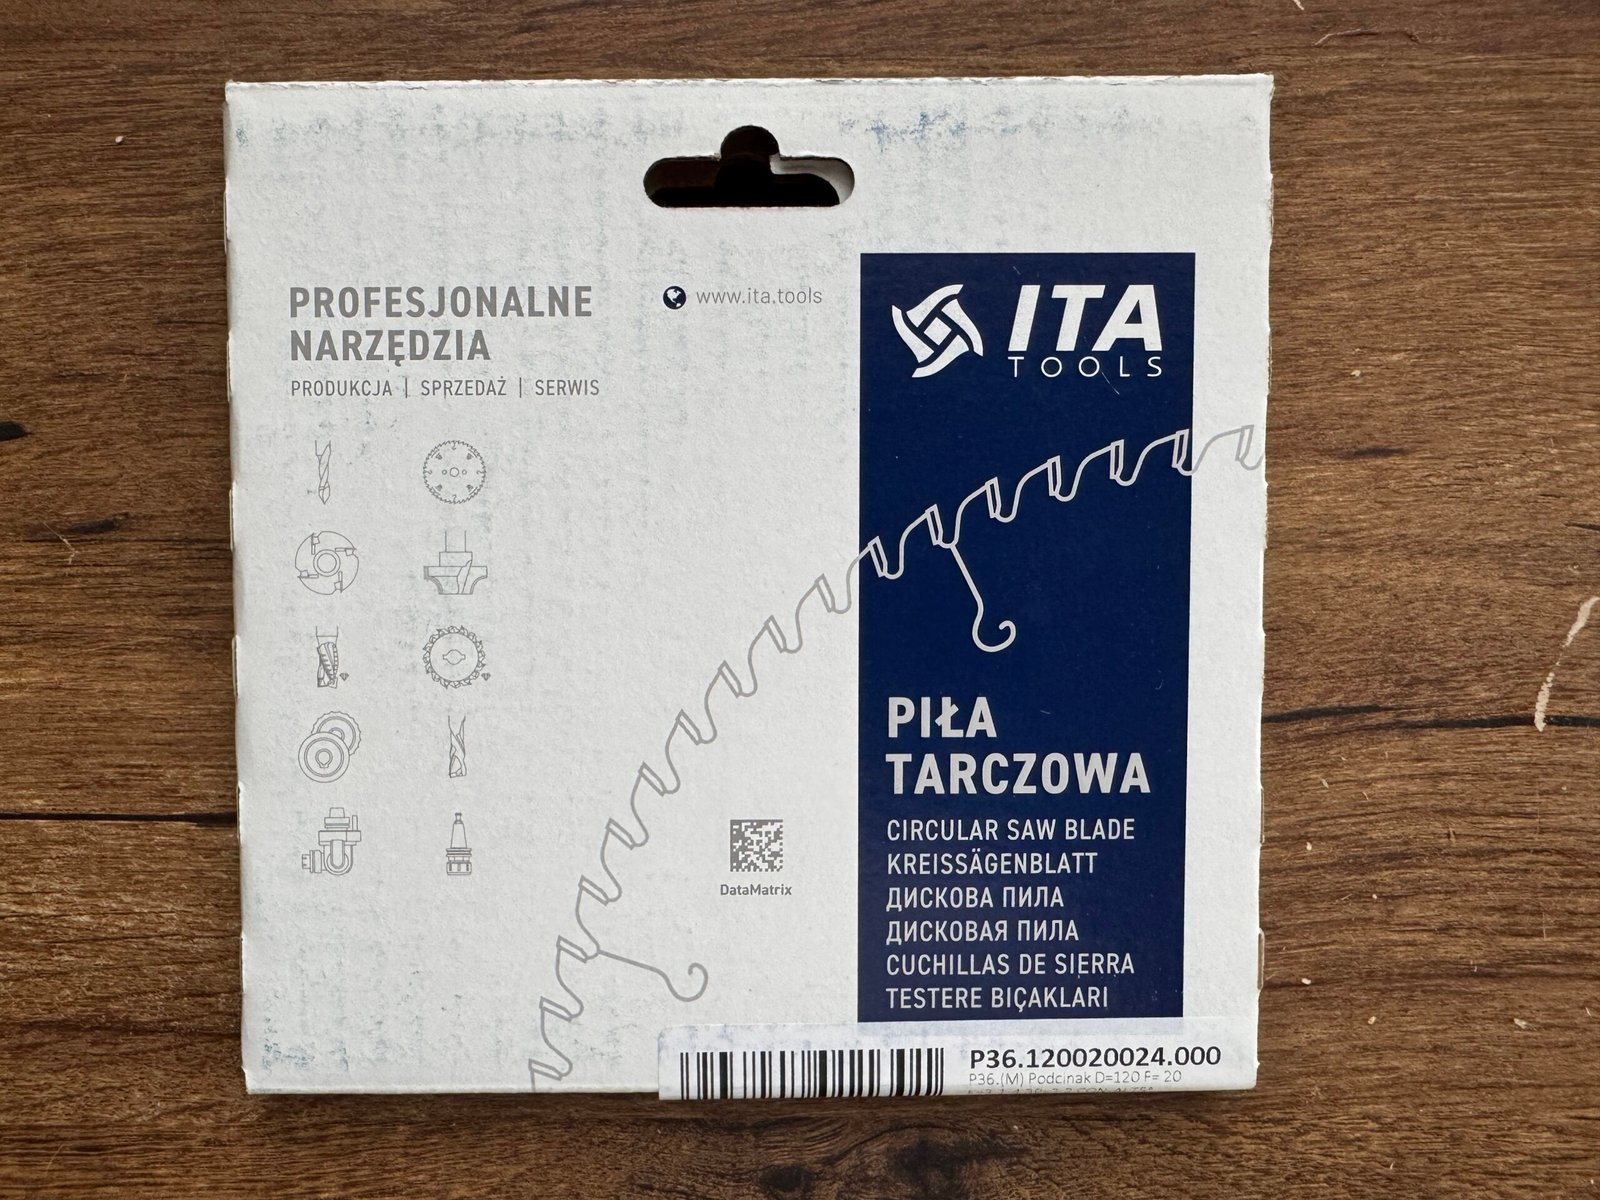 PROFESJONALNE
NARZĘDZIA
PRODUKCJA | SPRZEDAŻ | SERWIS
www.ita.tools
ITA
TOOLS
PIŁA
TARCZOWA
CIRCULAR SAW BLADE
KREISSÄGENBLATT
ДИСКОВА ПИЛА
ДИСКОВАЯ ПИЛА
CUCHILLAS DE SIERRA
TESTERE BIÇAKLARI
DataMatrix
P36.120020024.000
P36.(M) Podcinak D=120 F= 20